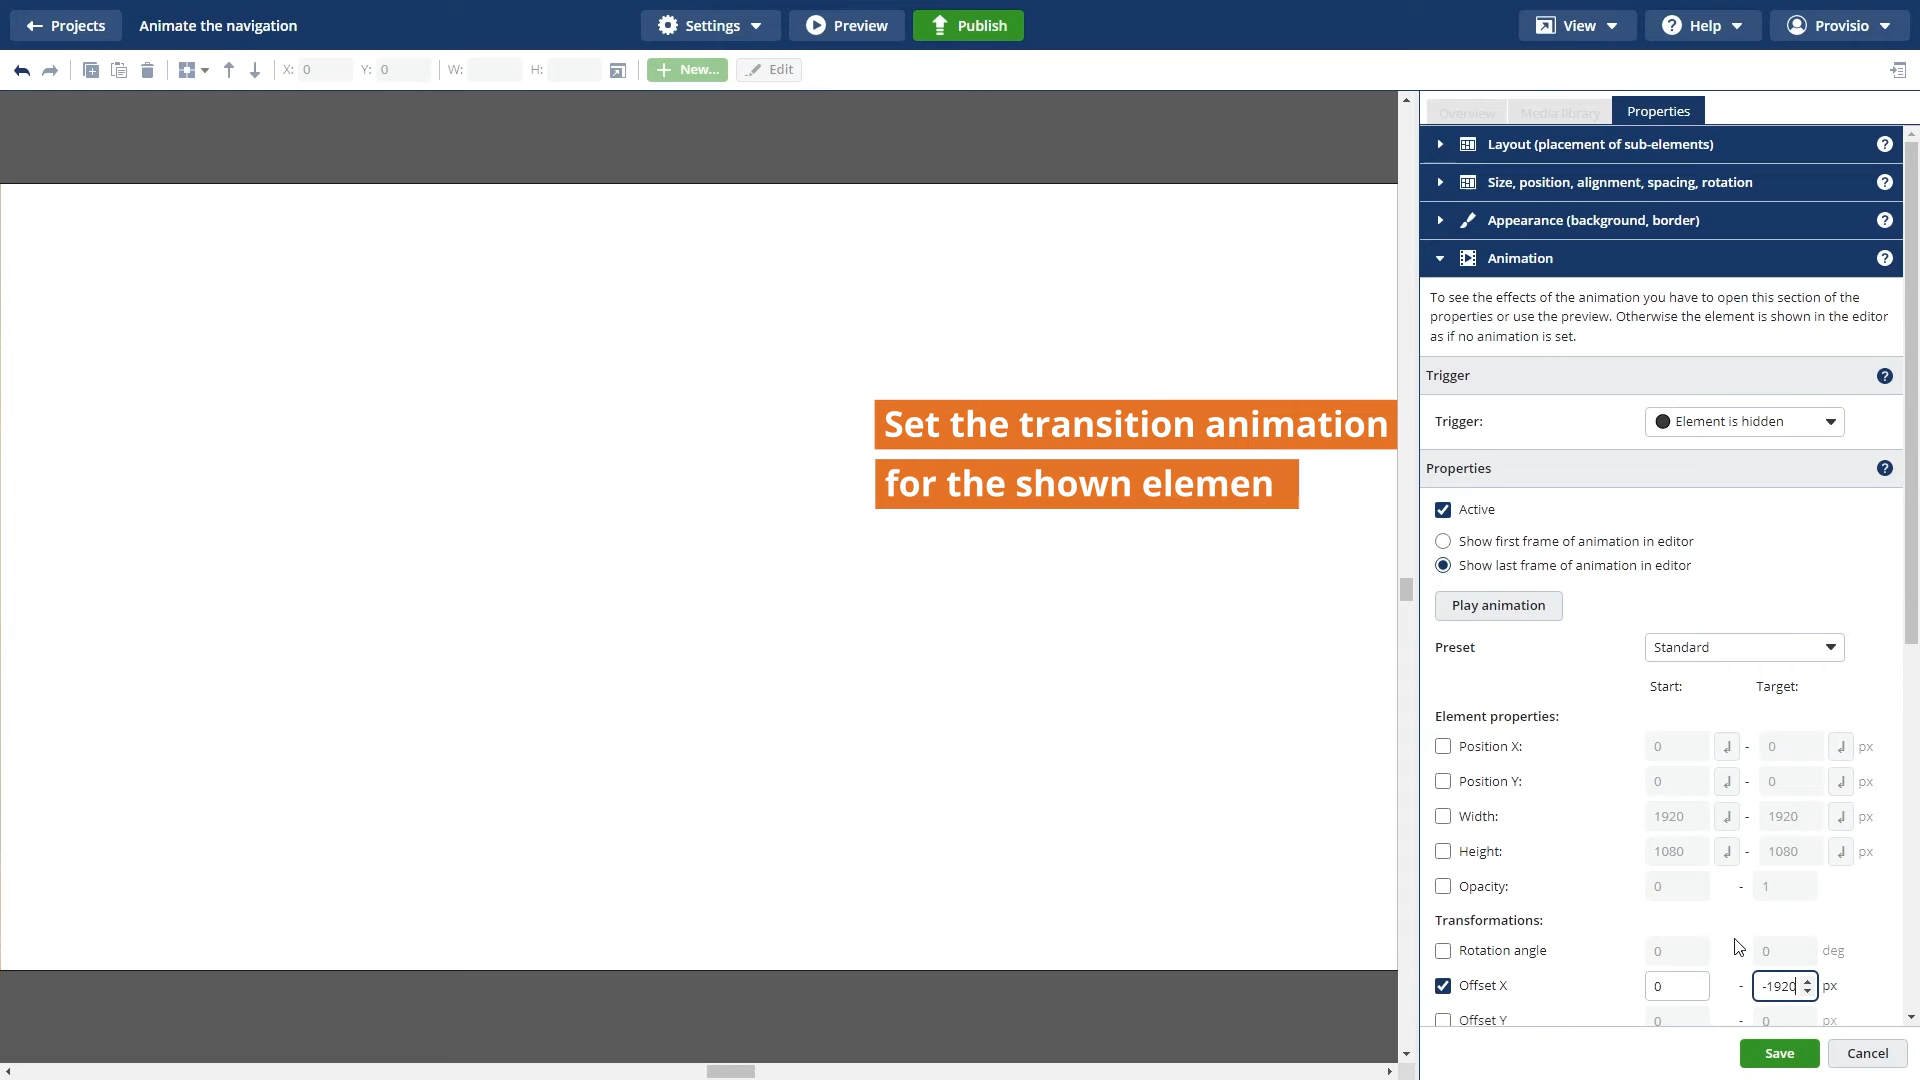 Projects
Animate the navigation
Settings
Preview
Publish
View
Help
Provisio
X: 0
Y: 0
W:
H:
New...
Edit
Overview
Media library
Properties
Layout (placement of sub-elements)
Size, position, alignment, spacing, rotation
Appearance (background, border)
Animation
To see the effects of the animation you have to open this section of the
properties or use the preview. Otherwise the element is shown in the editor
as if no animation is set.
Trigger
Trigger: Element is hidden
Properties
Active
Show first frame of animation in editor
Show last frame of animation in editor
Play animation
Preset Standard
Start: Target:
Element properties:
Position X: 0 - 0 px
Position Y: 0 - 0 px
Width: 1920 - 1920 px
Height: 1080 - 1080 px
Opacity: 0 - 1
Transformations:
Rotation angle 0 - 0 deg
Offset X 0 - -1920 px
Offset Y 0 - 0 px
Save
Cancel
Set the transition animation
for the shown elemen